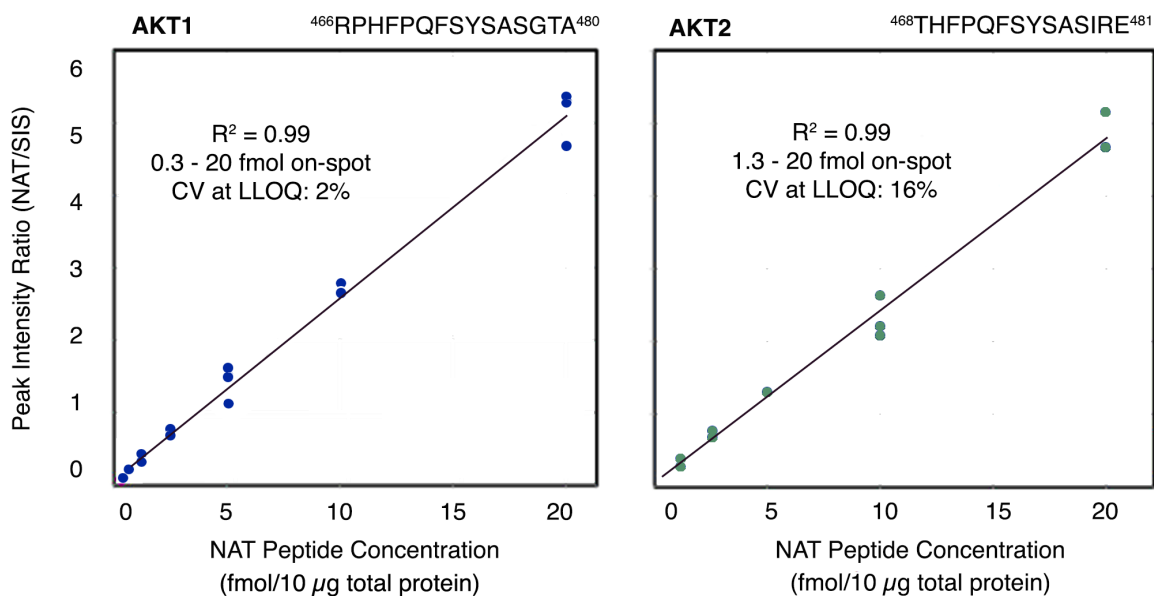 AKT1 ⁴⁶⁶RPHFPQFSYSASGTA⁴⁸⁰
R² = 0.99
0.3 - 20 fmol on-spot
CV at LLOQ: 2%
Peak Intensity Ratio (NAT/SIS)
6
5
4
3
2
1
0
0 5 10 15 20
NAT Peptide Concentration
(fmol/10 µg total protein)
AKT2 ⁴⁶⁸THFPQFSYSASIRE⁴⁸¹
R² = 0.99
1.3 - 20 fmol on-spot
CV at LLOQ: 16%
0 5 10 15 20
NAT Peptide Concentration
(fmol/10 µg total protein)